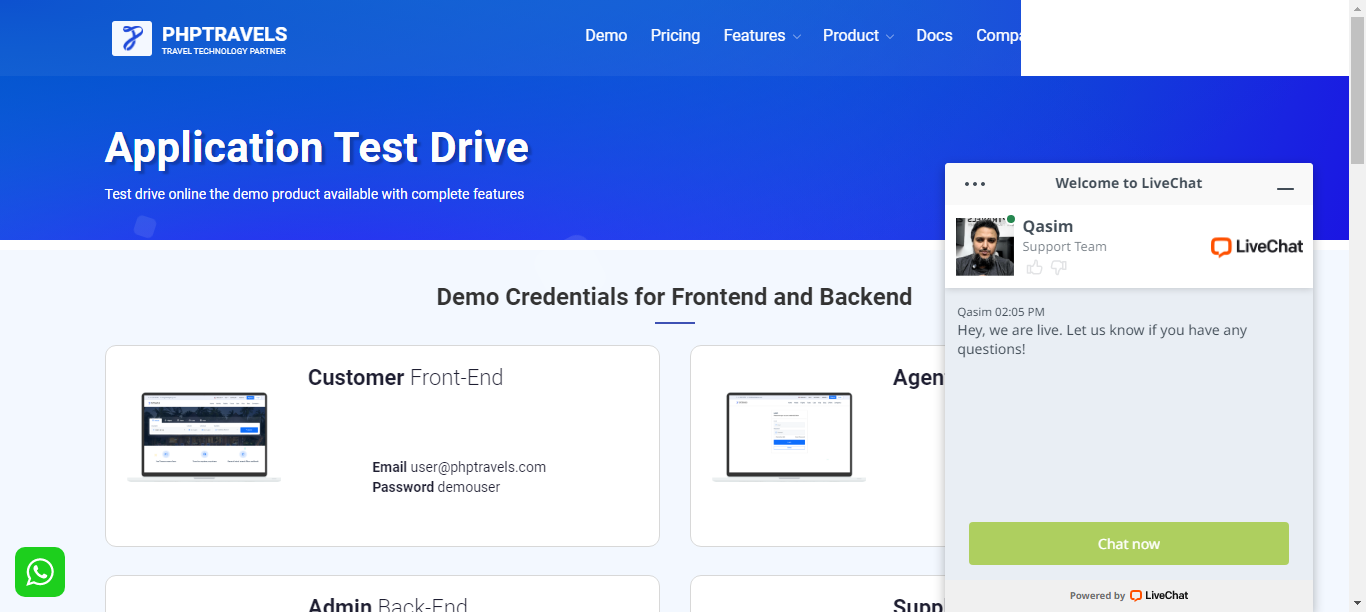 PHPTRAVELS
TRAVEL TECHNOLOGY PARTNER
Demo
Pricing
Features
Product
Docs
Compa
Application Test Drive
Test drive online the demo product available with complete features
Demo Credentials for Frontend and Backend
Customer Front-End
Email user@phptravels.com
Password demouser
Agen
Admin Back-End
Supp
Welcome to LiveChat
Qasim
Support Team
LiveChat
Qasim 02:05 PM
Hey, we are live. Let us know if you have any
questions!
Chat now
Powered by LiveChat